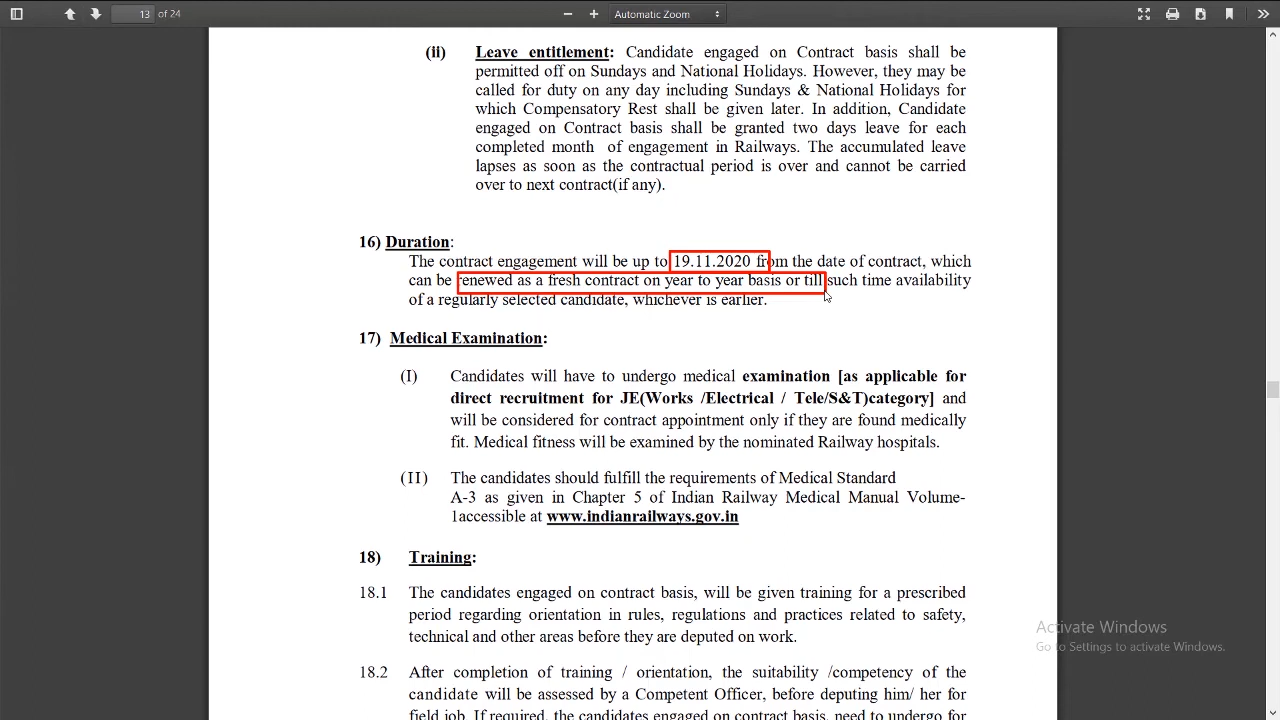 13 of 24
Automatic Zoom
(ii) Leave entitlement: Candidate engaged on Contract basis shall be
permitted off on Sundays and National Holidays. However, they may be
called for duty on any day including Sundays & National Holidays for
which Compensatory Rest shall be given later. In addition, Candidate
engaged on Contract basis shall be granted two days leave for each
completed month of engagement in Railways. The accumulated leave
lapses as soon as the contractual period is over and cannot be carried
over to next contract(if any).
16) Duration:
The contract engagement will be up to 19.11.2020 from the date of contract, which
can be renewed as a fresh contract on year to year basis or till such time availability
of a regularly selected candidate, whichever is earlier.
17) Medical Examination:
(I) Candidates will have to undergo medical examination [as applicable for
direct recruitment for JE(Works /Electrical / Tele/S&T)category] and
will be considered for contract appointment only if they are found medically
fit. Medical fitness will be examined by the nominated Railway hospitals.
(II) The candidates should fulfill the requirements of Medical Standard
A-3 as given in Chapter 5 of Indian Railway Medical Manual Volume-
1accessible at www.indianrailways.gov.in
18) Training:
18.1 The candidates engaged on contract basis, will be given training for a prescribed
period regarding orientation in rules, regulations and practices related to safety,
technical and other areas before they are deputed on work.
Activate Windows
Go to Settings to activate Windows.
18.2 After completion of training / orientation, the suitability /competency of the
candidate will be assessed by a Competent Officer, before deputing him/ her for
field job. If required, the candidates engaged on contract basis, need to undergo for